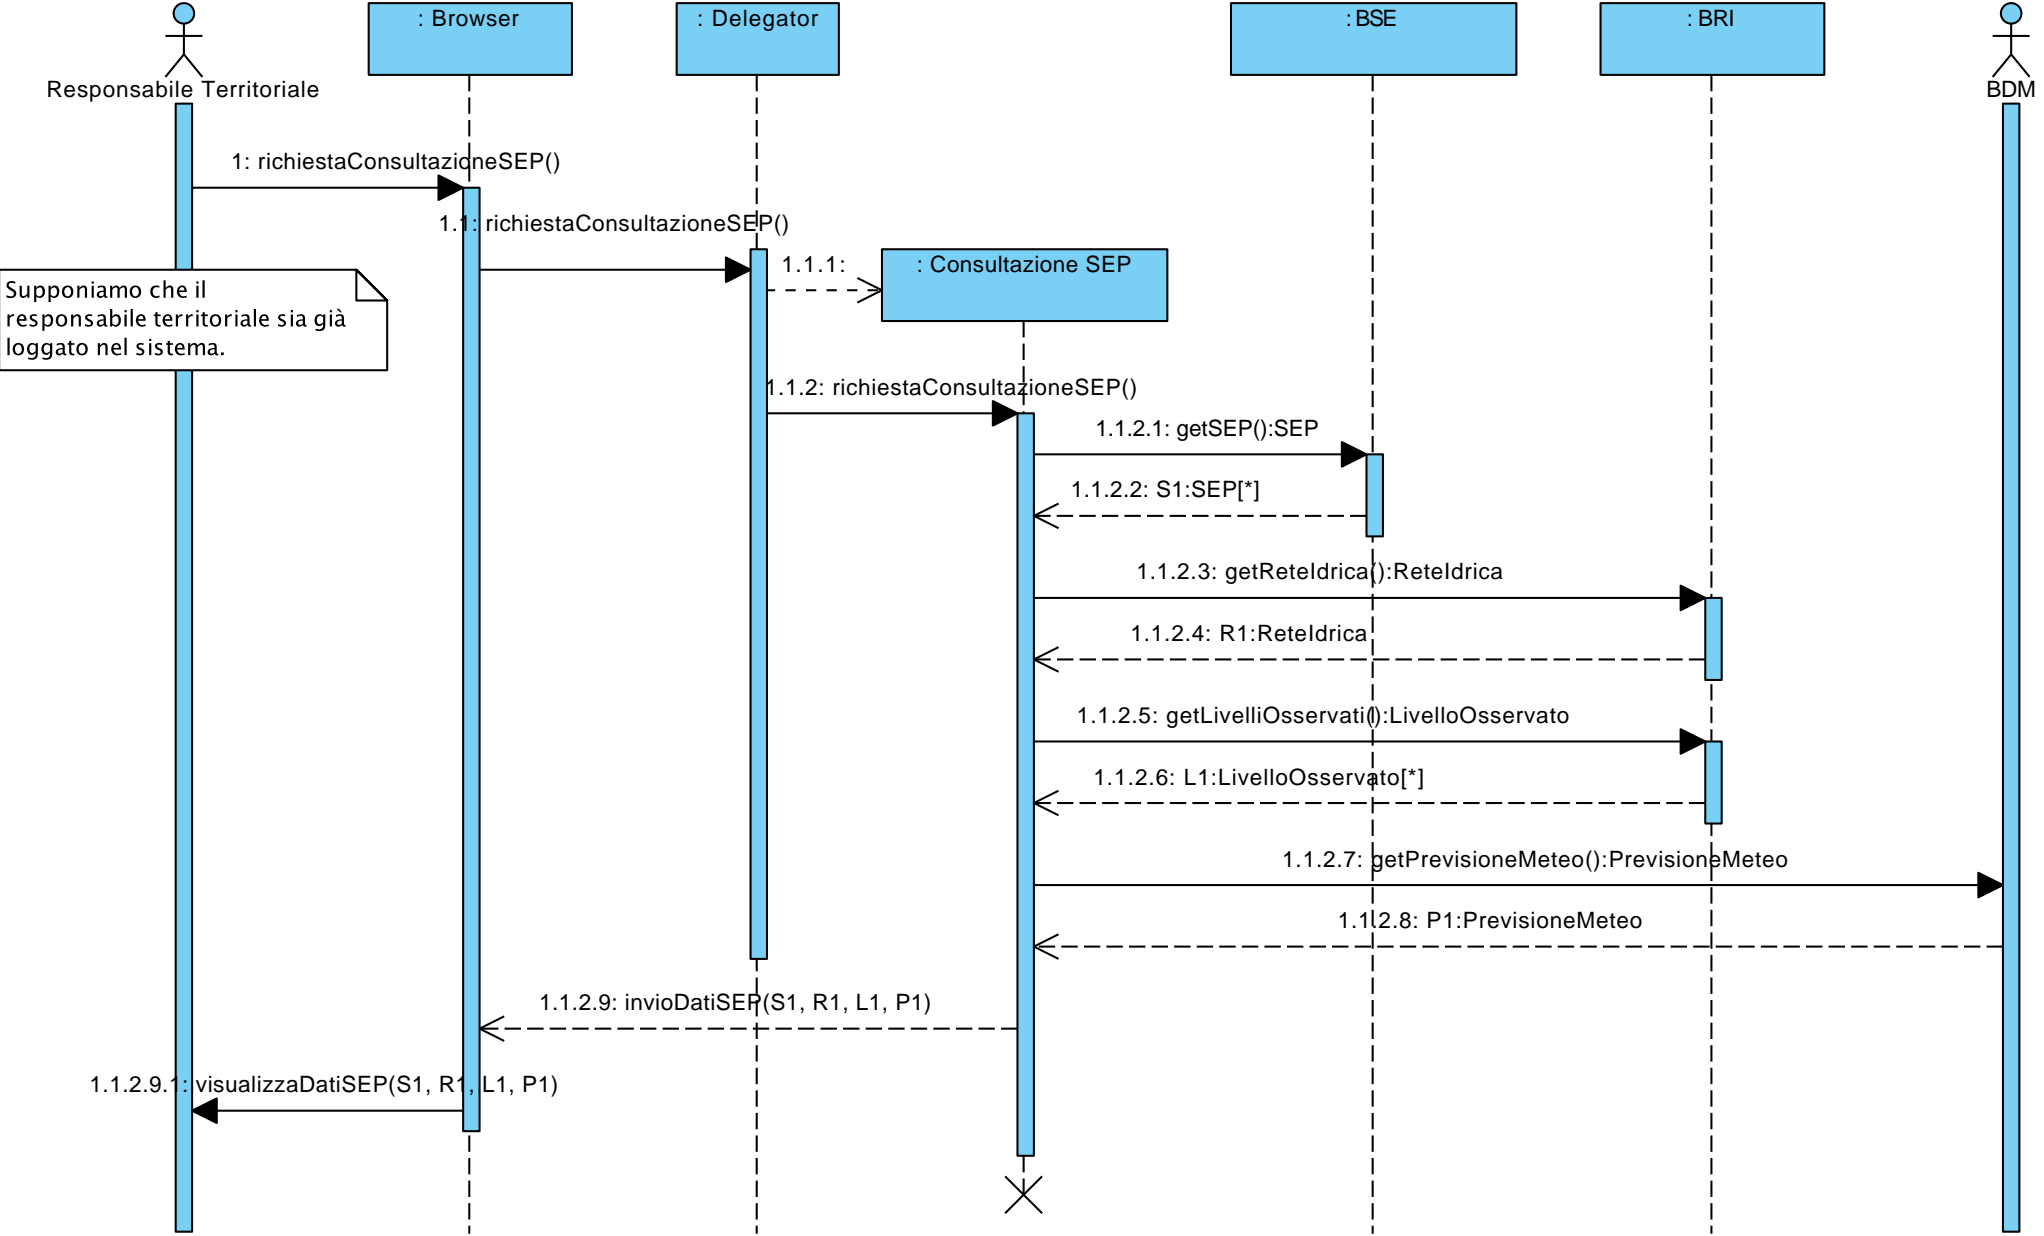 : Browser
: Delegator
: BSE
: BRI
Responsabile Territoriale
BDM
1: richiestaConsultazioneSEP()
1.1: richiestaConsultazioneSEP()
1.1.1:
: Consultazione SEP
Supponiamo che il
responsabile territoriale sia già
loggato nel sistema.
1.1.2: richiestaConsultazioneSEP()
1.1.2.1: getSEP():SEP
1.1.2.2: S1:SEP[*]
1.1.2.3: getReteIdrica():ReteIdrica
1.1.2.4: R1:ReteIdrica
1.1.2.5: getLivelliOsservati():LivelloOsservato
1.1.2.6: L1:LivelloOsservato[*]
1.1.2.7: getPrevisioneMeteo():PrevisioneMeteo
1.1.2.8: P1:PrevisioneMeteo
1.1.2.9: invioDatiSEP(S1, R1, L1, P1)
1.1.2.9.1: visualizzaDatiSEP(S1, R1, L1, P1)